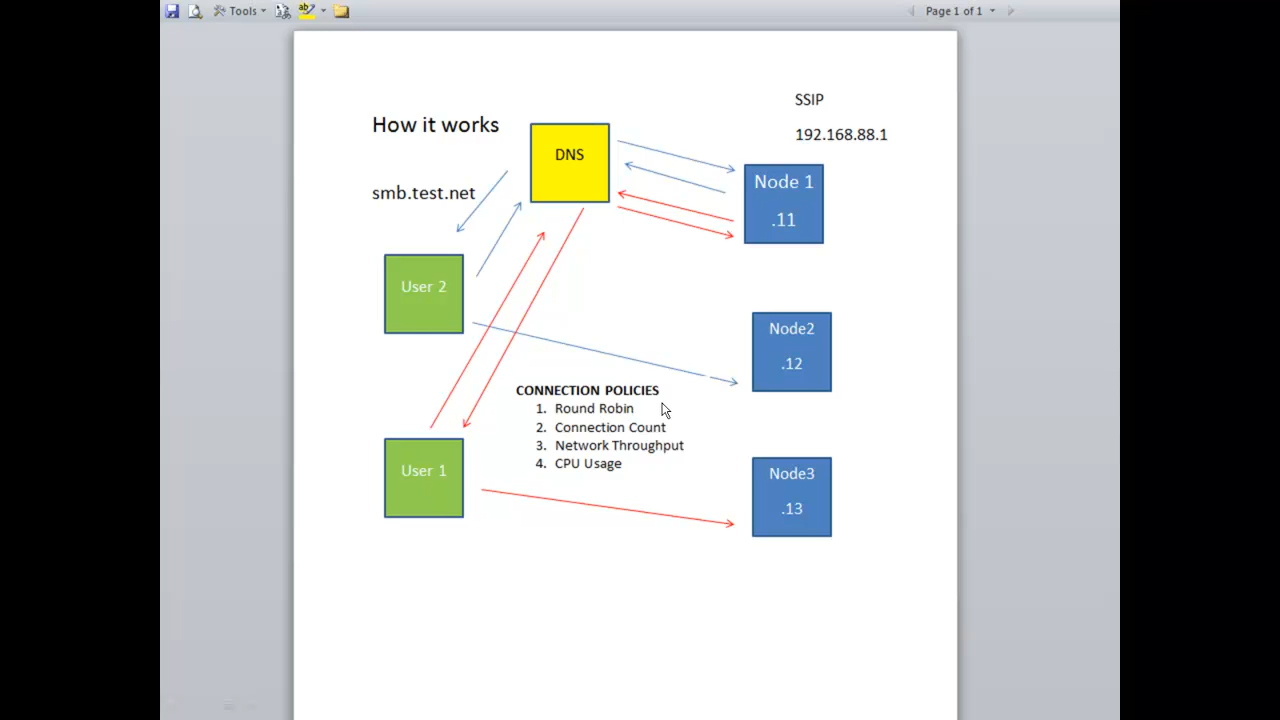 Tools
Page 1 of 1
SSIP
How it works
192.168.88.1
DNS
Node 1
.11
smb.test.net
User 2
Node2
.12
CONNECTION POLICIES
1. Round Robin
2. Connection Count
3. Network Throughput
4. CPU Usage
User 1
Node3
.13